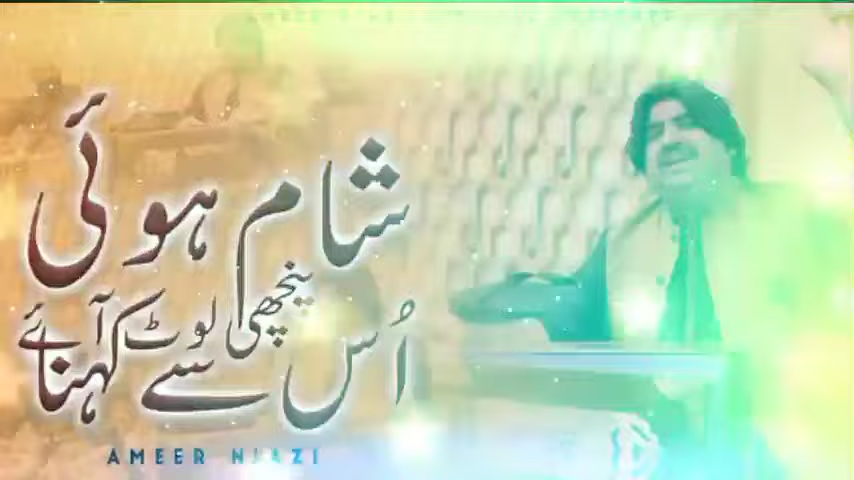 شام ہوئی
پنچھی لوٹ آئے
اُس سے کہنا
AMEER NIAZI